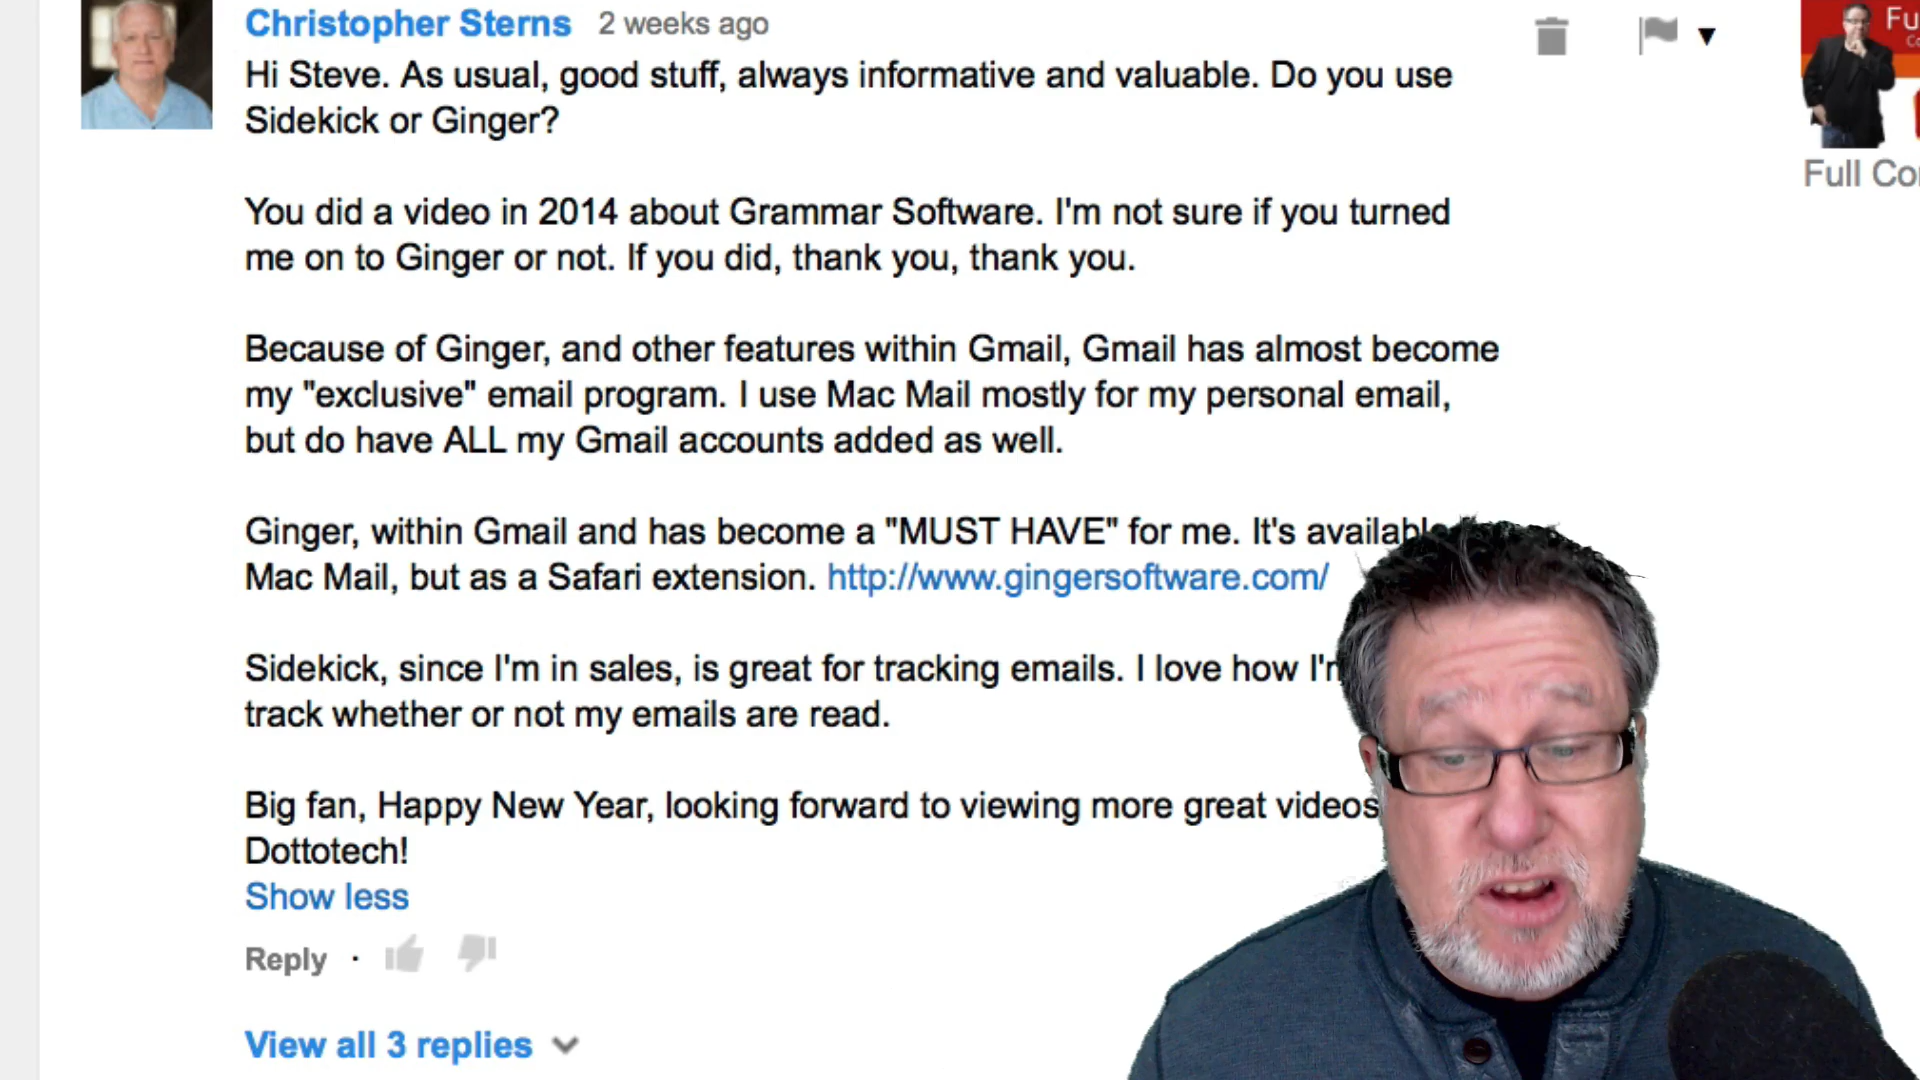 Christopher Sterns 2 weeks ago
Hi Steve. As usual, good stuff, always informative and valuable. Do you use
Sidekick or Ginger?
You did a video in 2014 about Grammar Software. I'm not sure if you turned
me on to Ginger or not. If you did, thank you, thank you.
Because of Ginger, and other features within Gmail, Gmail has almost become
my "exclusive" email program. I use Mac Mail mostly for my personal email,
but do have ALL my Gmail accounts added as well.
Ginger, within Gmail and has become a "MUST HAVE" for me. It's
Mac Mail, but as a Safari extension. http://www.gingersoftware.com/
Sidekick, since I'm in sales, is great for tracking emails. I love how
track whether or not my emails are read.
Big fan, Happy New Year, looking forward to viewing more great videos
Dottotech!
Show less
Reply ·
View all 3 replies
Full